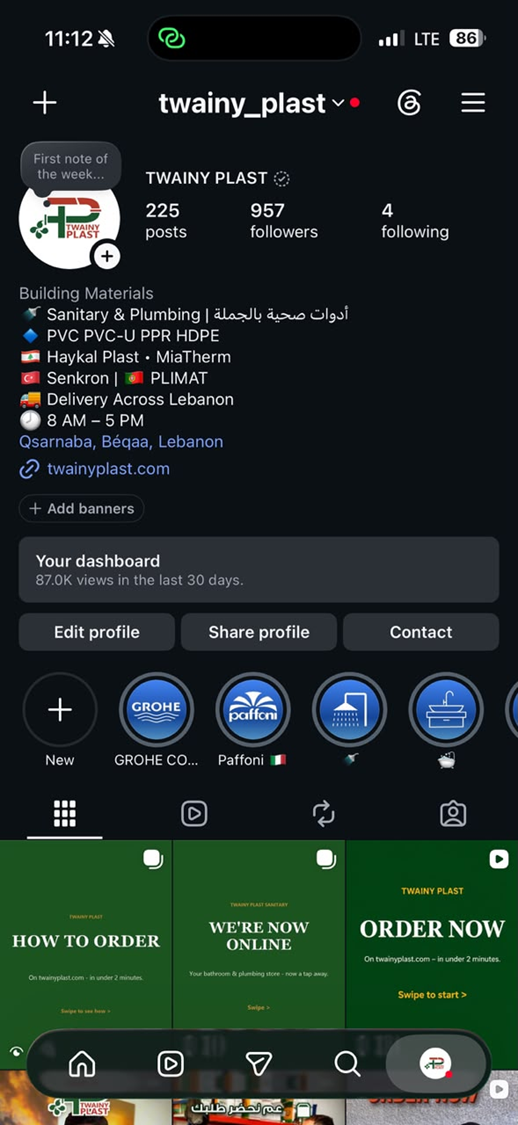 11:12
LTE
86
twainy_plast
First note of
the week...
TWAINY PLAST
TWAINY
PLAST
225
posts
957
followers
4
following
Building Materials
🚿 Sanitary & Plumbing | أدوات صحية بالجملة
🔷 PVC PVC-U PPR HDPE
🇱🇧 Haykal Plast • MiaTherm
🇹🇷 Senkron | 🇵🇹 PLIMAT
🚚 Delivery Across Lebanon
🕗 8 AM – 5 PM
Qsarnaba, Béqaa, Lebanon
twainyplast.com
+ Add banners
Your dashboard
87.0K views in the last 30 days.
Edit profile
Share profile
Contact
GROHE
paffoni
New
GROHE CO...
Paffoni 🇮🇹
🚿
🛀
TWAINY PLAST
HOW TO ORDER
On twainyplast.com - in under 2 minutes.
Swipe to see how >
TWAINY PLAST SANITARY
WE'RE NOW
ONLINE
Your bathroom & plumbing store - now a tap away.
Swipe >
TWAINY PLAST
ORDER NOW
On twainyplast.com – in under 2 minutes.
Swipe to start >
TWAINY
PLAST
عم نحضر طلبك
ORDER NOW